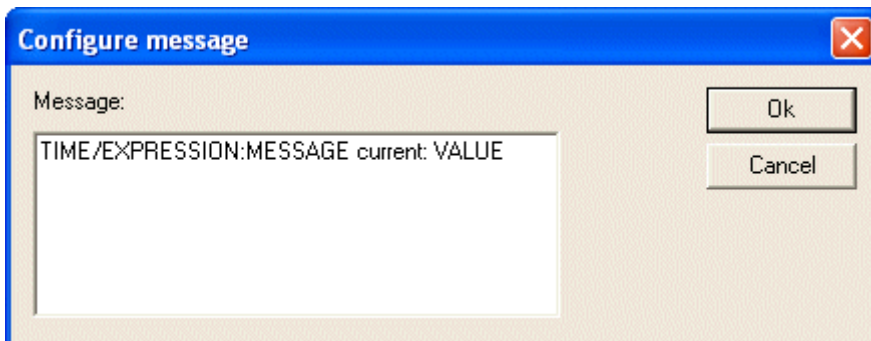 Configure message
Message:
Ok
TIME/EXPRESSION:MESSAGE current: VALUE
Cancel